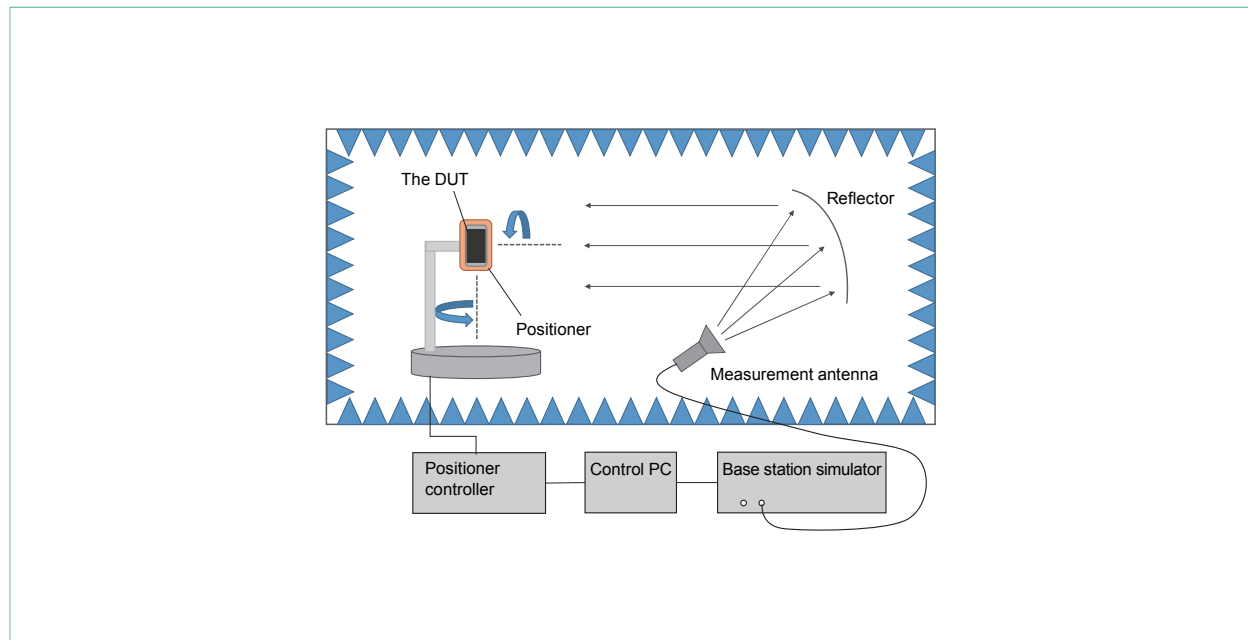 The DUT
Reflector
Positioner
Measurement antenna
Positioner
controller
Control PC
Base station simulator